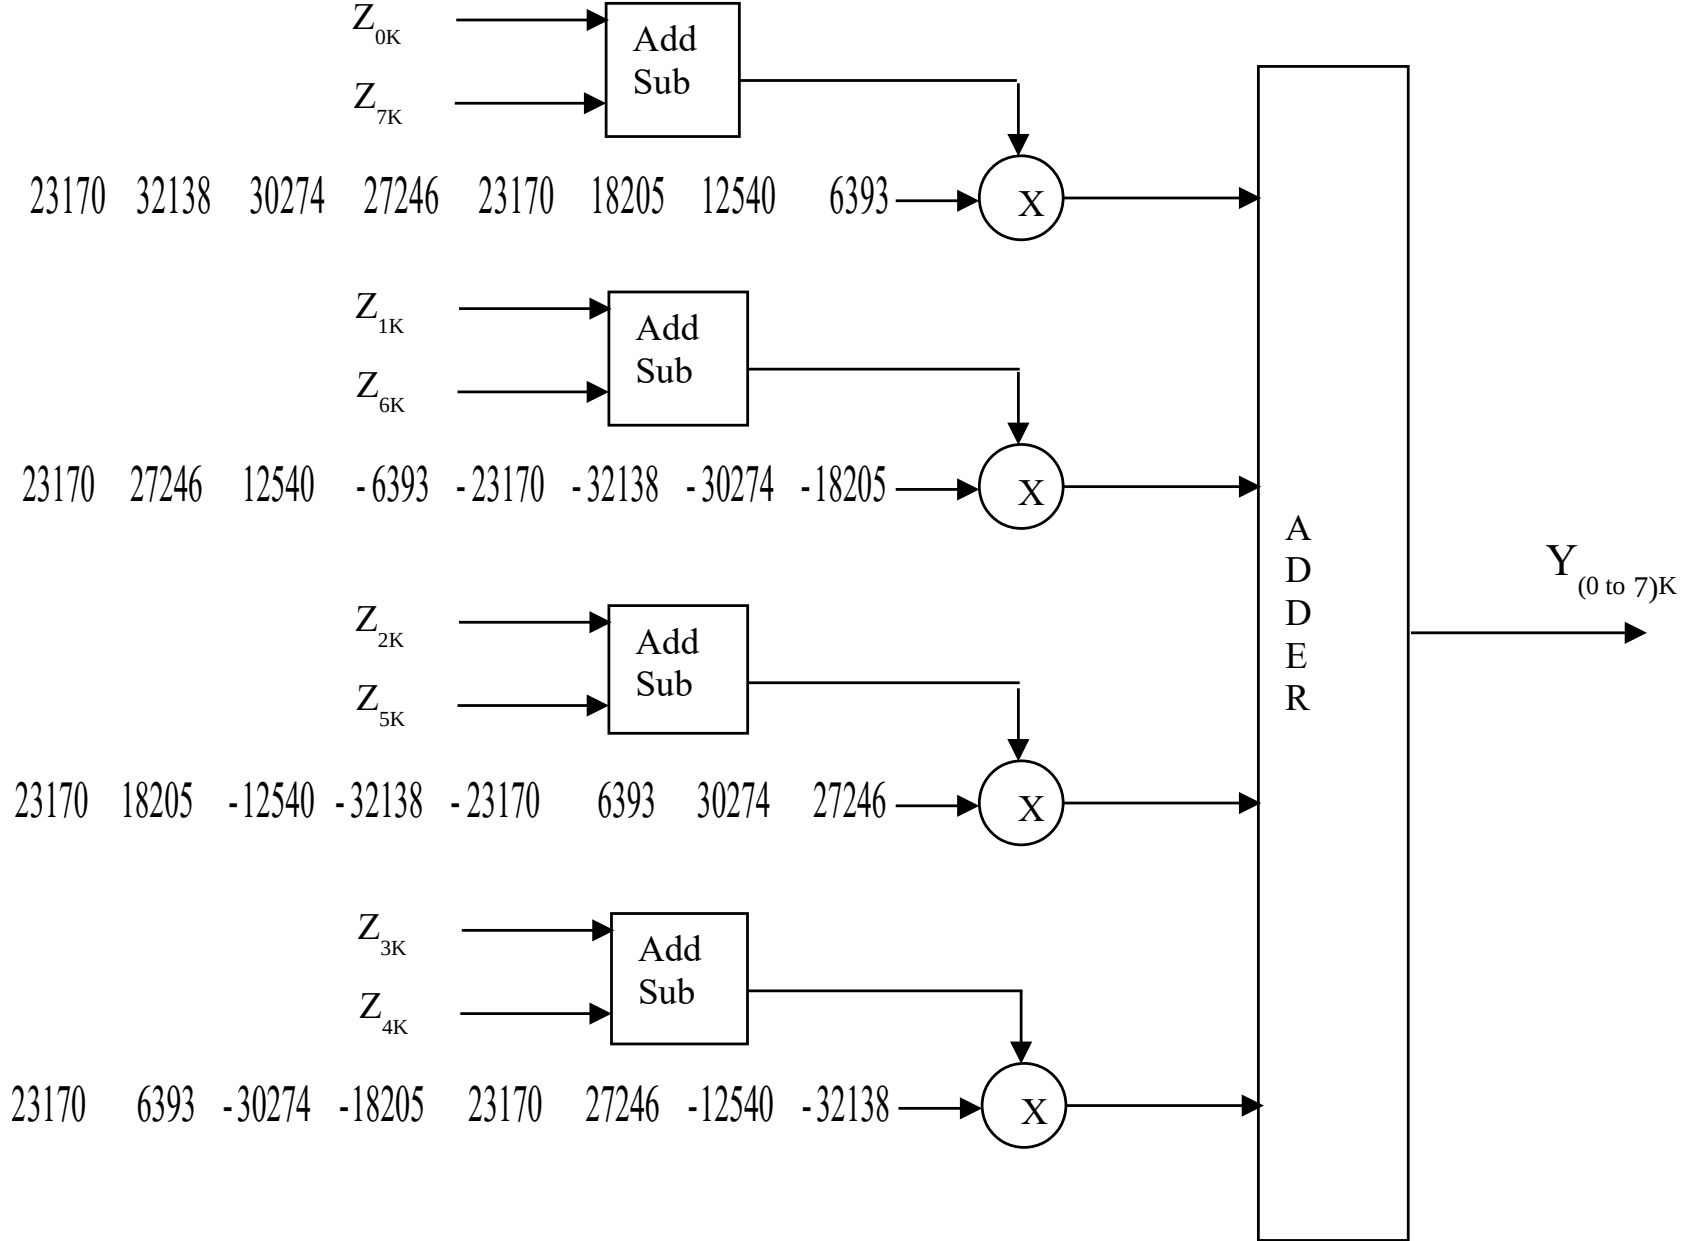 Z0K
Add
Sub
Z7K
23170 32138 30274 27246 23170 18205 12540 6393
X
Z1K
Add
Sub
Z6K
23170 27246 12540 -6393 -23170 -32138 -30274 -18205
X
Z2K
Add
Sub
Z5K
23170 18205 -12540 -32138 -23170 6393 30274 27246
X
Z3K
Add
Sub
Z4K
23170 6393 -30274 -18205 23170 27246 -12540 -32138
X
A
D
D
E
R
Y(0 to 7)K